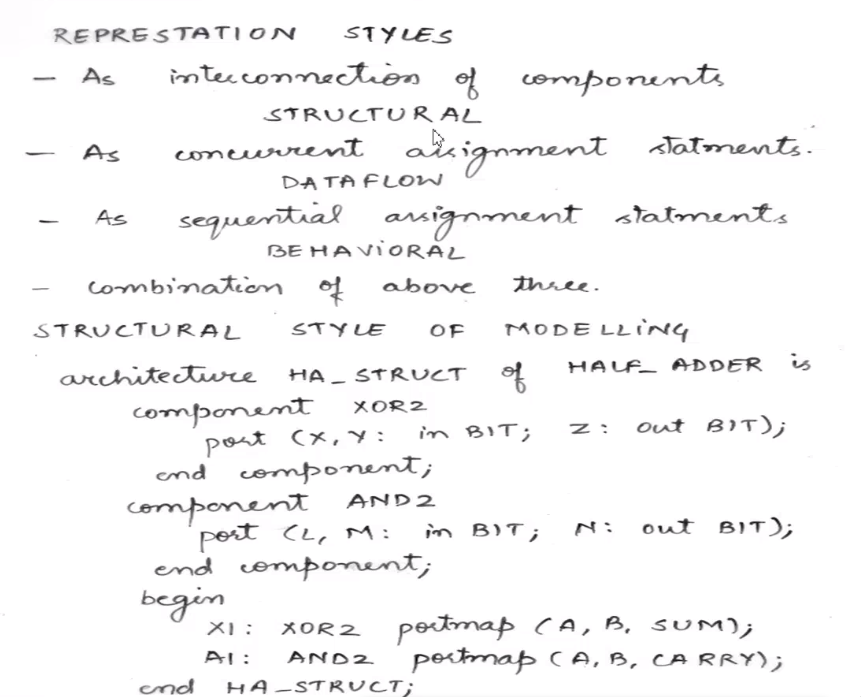 REPRESTATION STYLES
— As interconnection of components
STRUCTURAL
— As concurrent assignment statments.
DATAFLOW
— As sequential assignment statments
BEHAVIORAL
— combination of above three.
STRUCTURAL STYLE OF MODELLING
architecture HA_STRUCT of HALF_ADDER is
component XOR2
port (X, Y: in BIT; Z: out BIT);
end component;
component AND2
port (L, M: in BIT; N: out BIT);
end component;
begin
X1: XOR2 portmap (A, B, SUM);
A1: AND2 portmap (A, B, CARRY);
end HA_STRUCT;